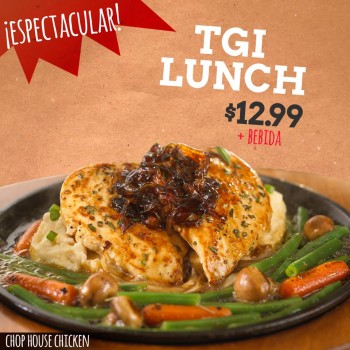 ¡ESPECTACULAR!
TGI
LUNCH
$12.99
+ BEBIDA
CHOP HOUSE CHICKEN